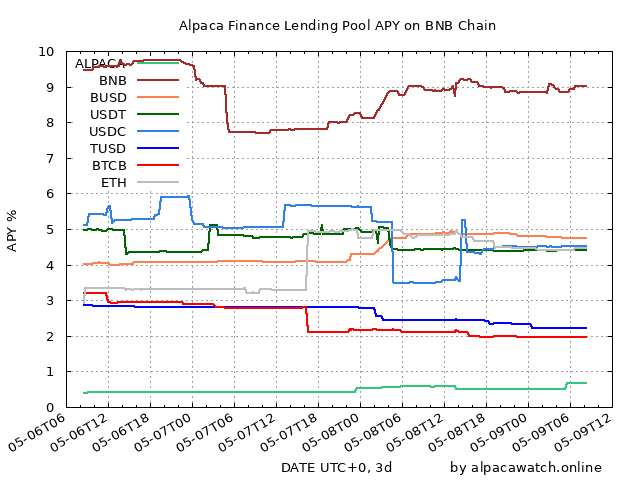 Alpaca Finance Lending Pool APY on BNB Chain
APY %
10
9
8
7
6
5
4
3
2
1
0
ALPACA
BNB
BUSD
USDT
USDC
TUSD
BTCB
ETH
05-06T06
05-06T12
05-06T18
05-07T00
05-07T06
05-07T12
05-07T18
05-08T00
05-08T06
05-08T12
05-08T18
05-09T00
05-09T06
05-09T12
DATE UTC+0, 3d
by alpacawatch.online